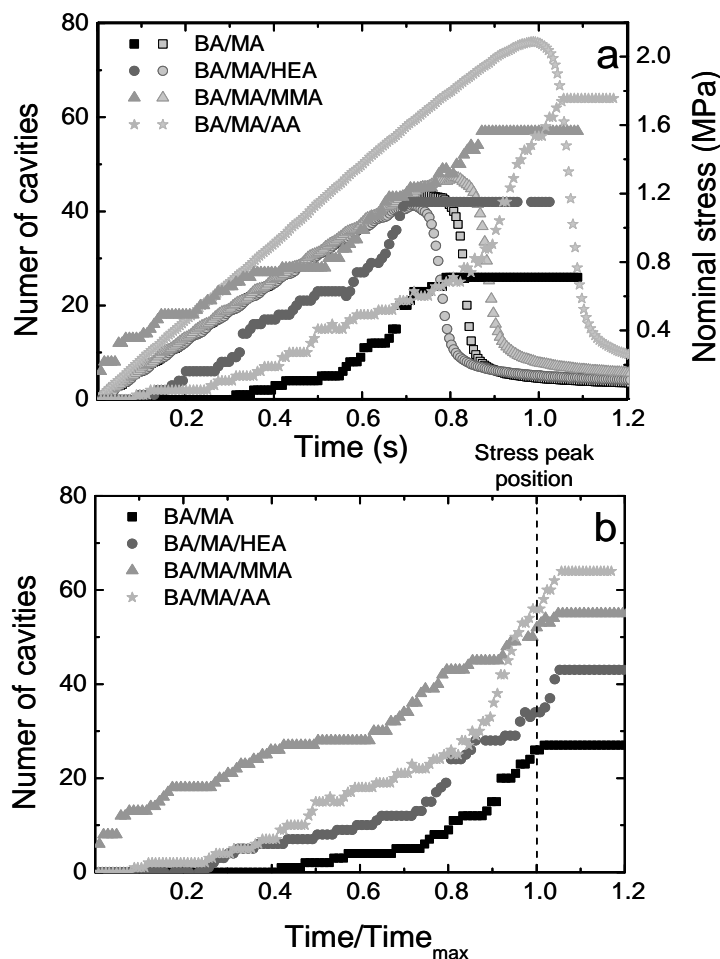 80
60
40
20
0
Numer of cavities
BA/MA
BA/MA/HEA
BA/MA/MMA
BA/MA/AA
a
2.0
1.6
1.2
0.8
0.4
Nominal stress (MPa)
0.2 0.4 0.6 0.8 1.0 1.2
Time (s)
Stress peak
position
80
60
40
20
0
Numer of cavities
BA/MA
BA/MA/HEA
BA/MA/MMA
BA/MA/AA
b
0.2 0.4 0.6 0.8 1.0 1.2
Time/Time_max